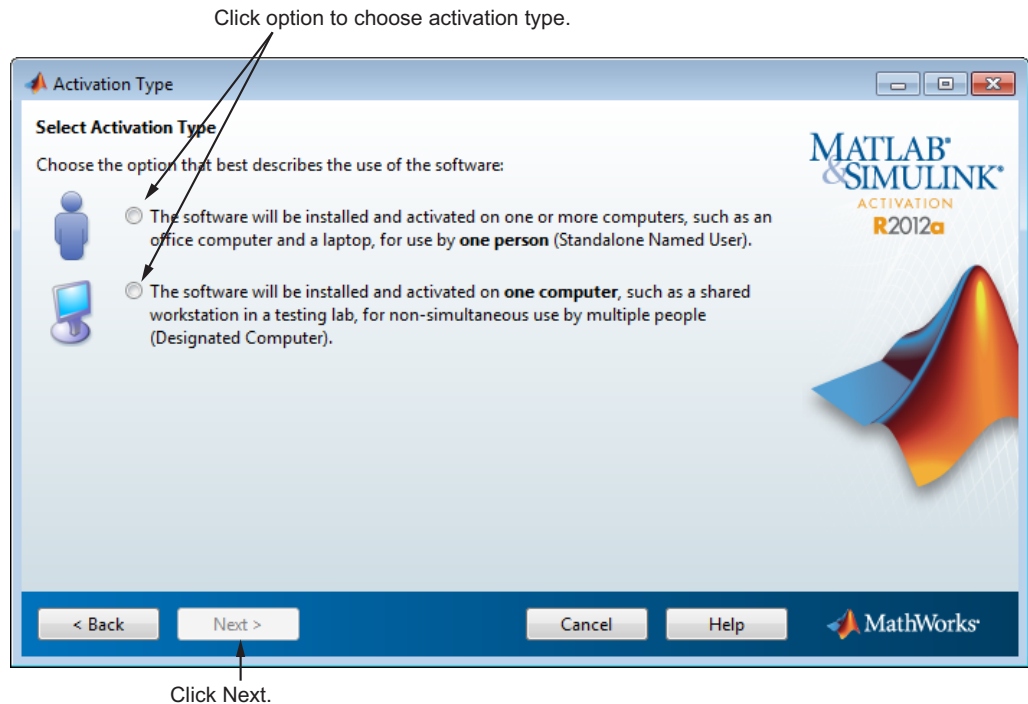 Click option to choose activation type.
Activation Type
Select Activation Type
Choose the option that best describes the use of the software:
The software will be installed and activated on one or more computers, such as an
office computer and a laptop, for use by one person (Standalone Named User).
The software will be installed and activated on one computer, such as a shared
workstation in a testing lab, for non-simultaneous use by multiple people
(Designated Computer).
MATLAB®
&SIMULINK®
ACTIVATION
R2012a
< Back
Next >
Cancel
Help
MathWorks®
Click Next.